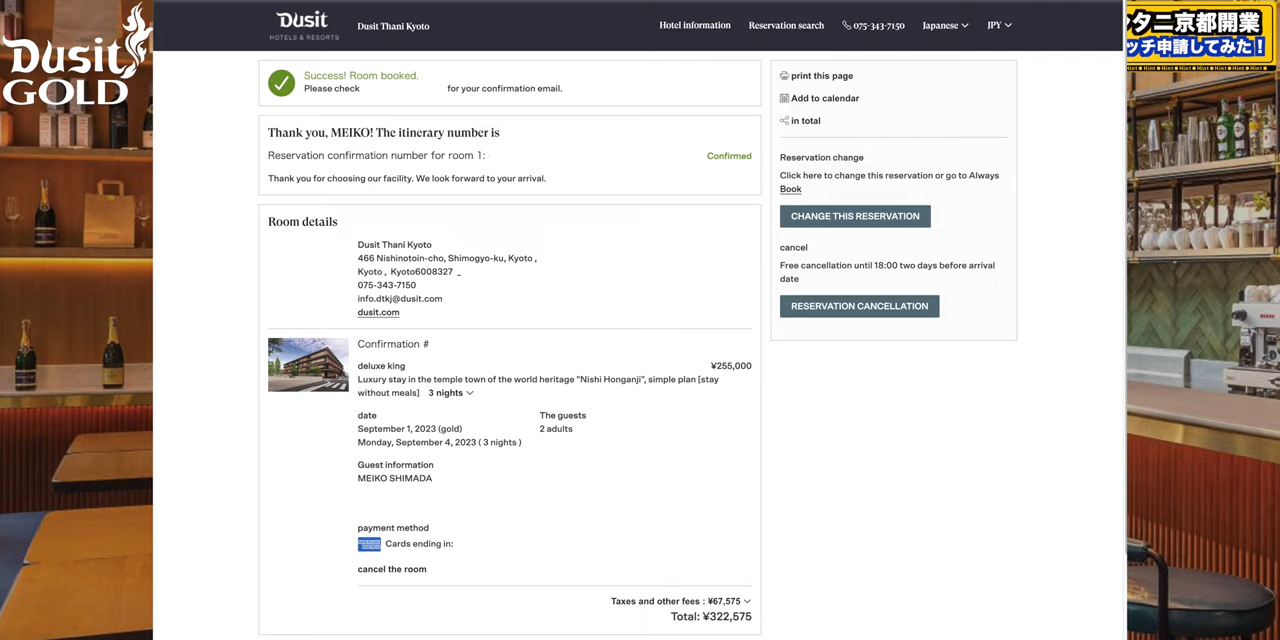 Dusit
GOLD
Dusit
HOTELS & RESORTS
Dusit Thani Kyoto
Hotel information
Reservation search
075-343-7150
Japanese
JPY
タニ京都開業
ッチ申請してみた!
Success! Room booked.
Please check for your confirmation email.
Thank you, MEIKO! The itinerary number is
Reservation confirmation number for room 1:
Confirmed
Thank you for choosing our facility. We look forward to your arrival.
Room details
Dusit Thani Kyoto
466 Nishinotoin-cho, Shimogyo-ku, Kyoto ,
Kyoto , Kyoto6008327 _
075-343-7150
info.dtkj@dusit.com
dusit.com
Confirmation #
deluxe king
¥255,000
Luxury stay in the temple town of the world heritage "Nishi Honganji", simple plan [stay
without meals] 3 nights
date
The guests
September 1, 2023 (gold)
2 adults
Monday, September 4, 2023 ( 3 nights )
Guest information
MEIKO SHIMADA
payment method
Cards ending in:
cancel the room
Taxes and other fees : ¥67,575
Total: ¥322,575
print this page
Add to calendar
in total
Reservation change
Click here to change this reservation or go to Always
Book
CHANGE THIS RESERVATION
cancel
Free cancellation until 18:00 two days before arrival
date
RESERVATION CANCELLATION